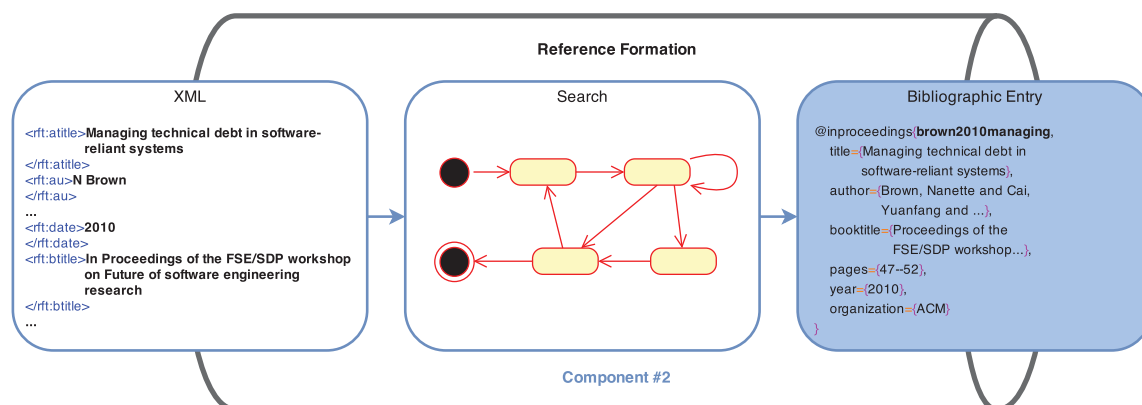 Reference Formation
XML
<rft:atitle>Managing technical debt in software-
reliant systems
</rft:atitle>
<rft:au>N Brown
</rft:au>
...
<rft:date>2010
</rft:date>
<rft:btitle>In Proceedings of the FSE/SDP workshop
on Future of software engineering
research
</rft:btitle>
...
Search
Bibliographic Entry
@inproceedings{brown2010managing,
title={Managing technical debt in
software-reliant systems},
author={Brown, Nanette and Cai,
Yuanfang and ...},
booktitle={Proceedings of the
FSE/SDP workshop...},
pages={47--52},
year={2010},
organization={ACM}
}
Component #2